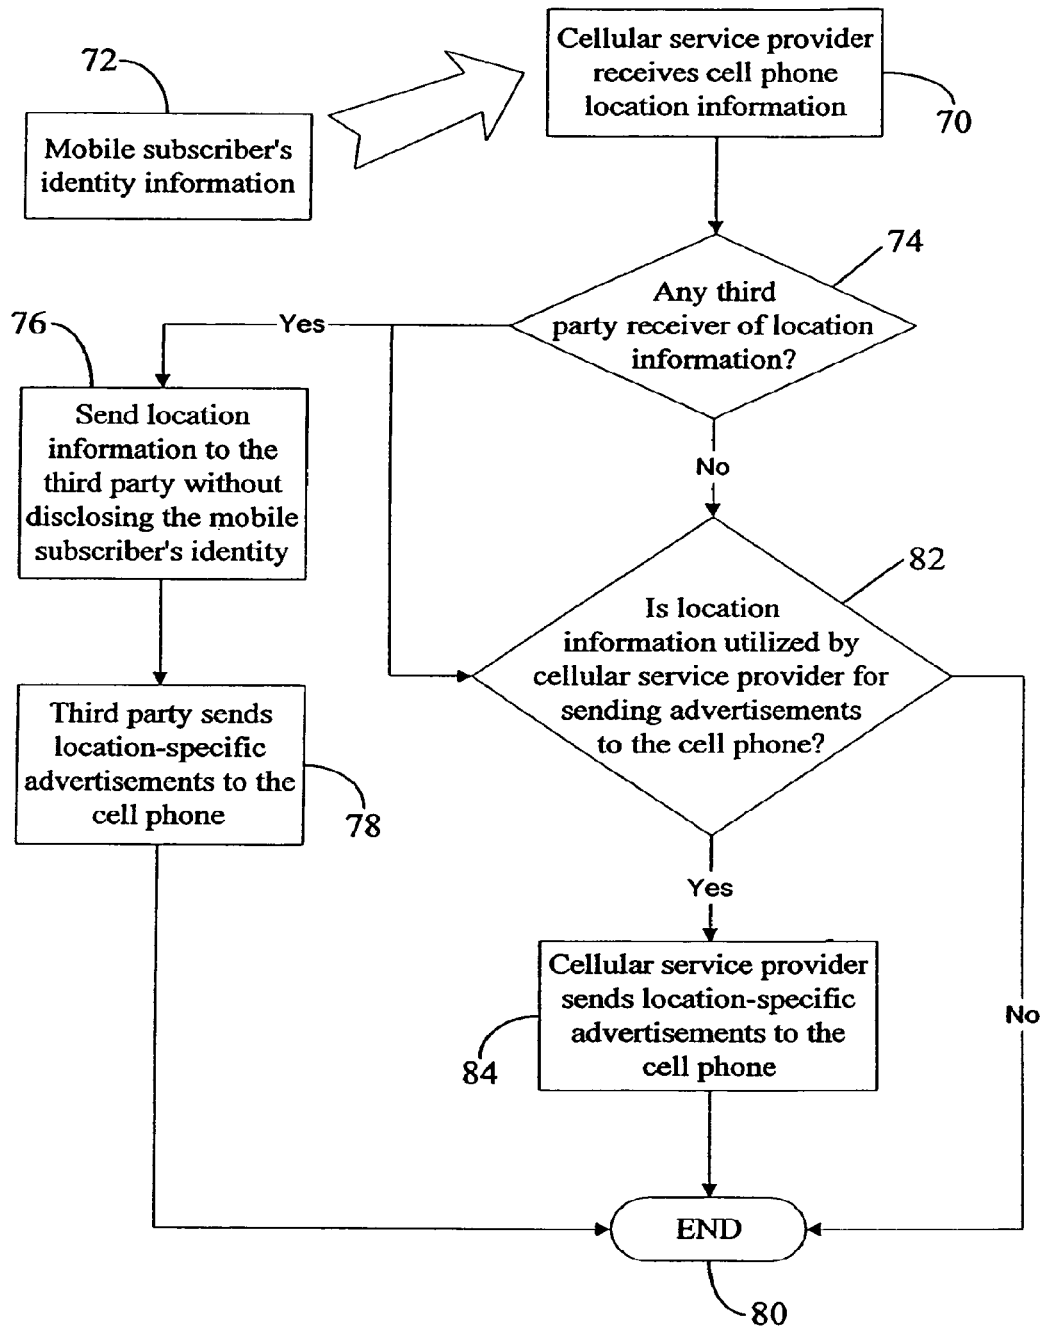 Cellular service provider
receives cell phone
location information
70
72
Mobile subscriber's
identity information
74
Any third
party receiver of location
information?
Yes
No
76
Send location
information to the
third party without
disclosing the mobile
subscriber's identity
82
Is location
information utilized by
cellular service provider for
sending advertisements
to the cell phone?
Third party sends
location-specific
advertisements to the
cell phone
78
Yes
No
Cellular service provider
sends location-specific
advertisements to the
cell phone
84
END
80